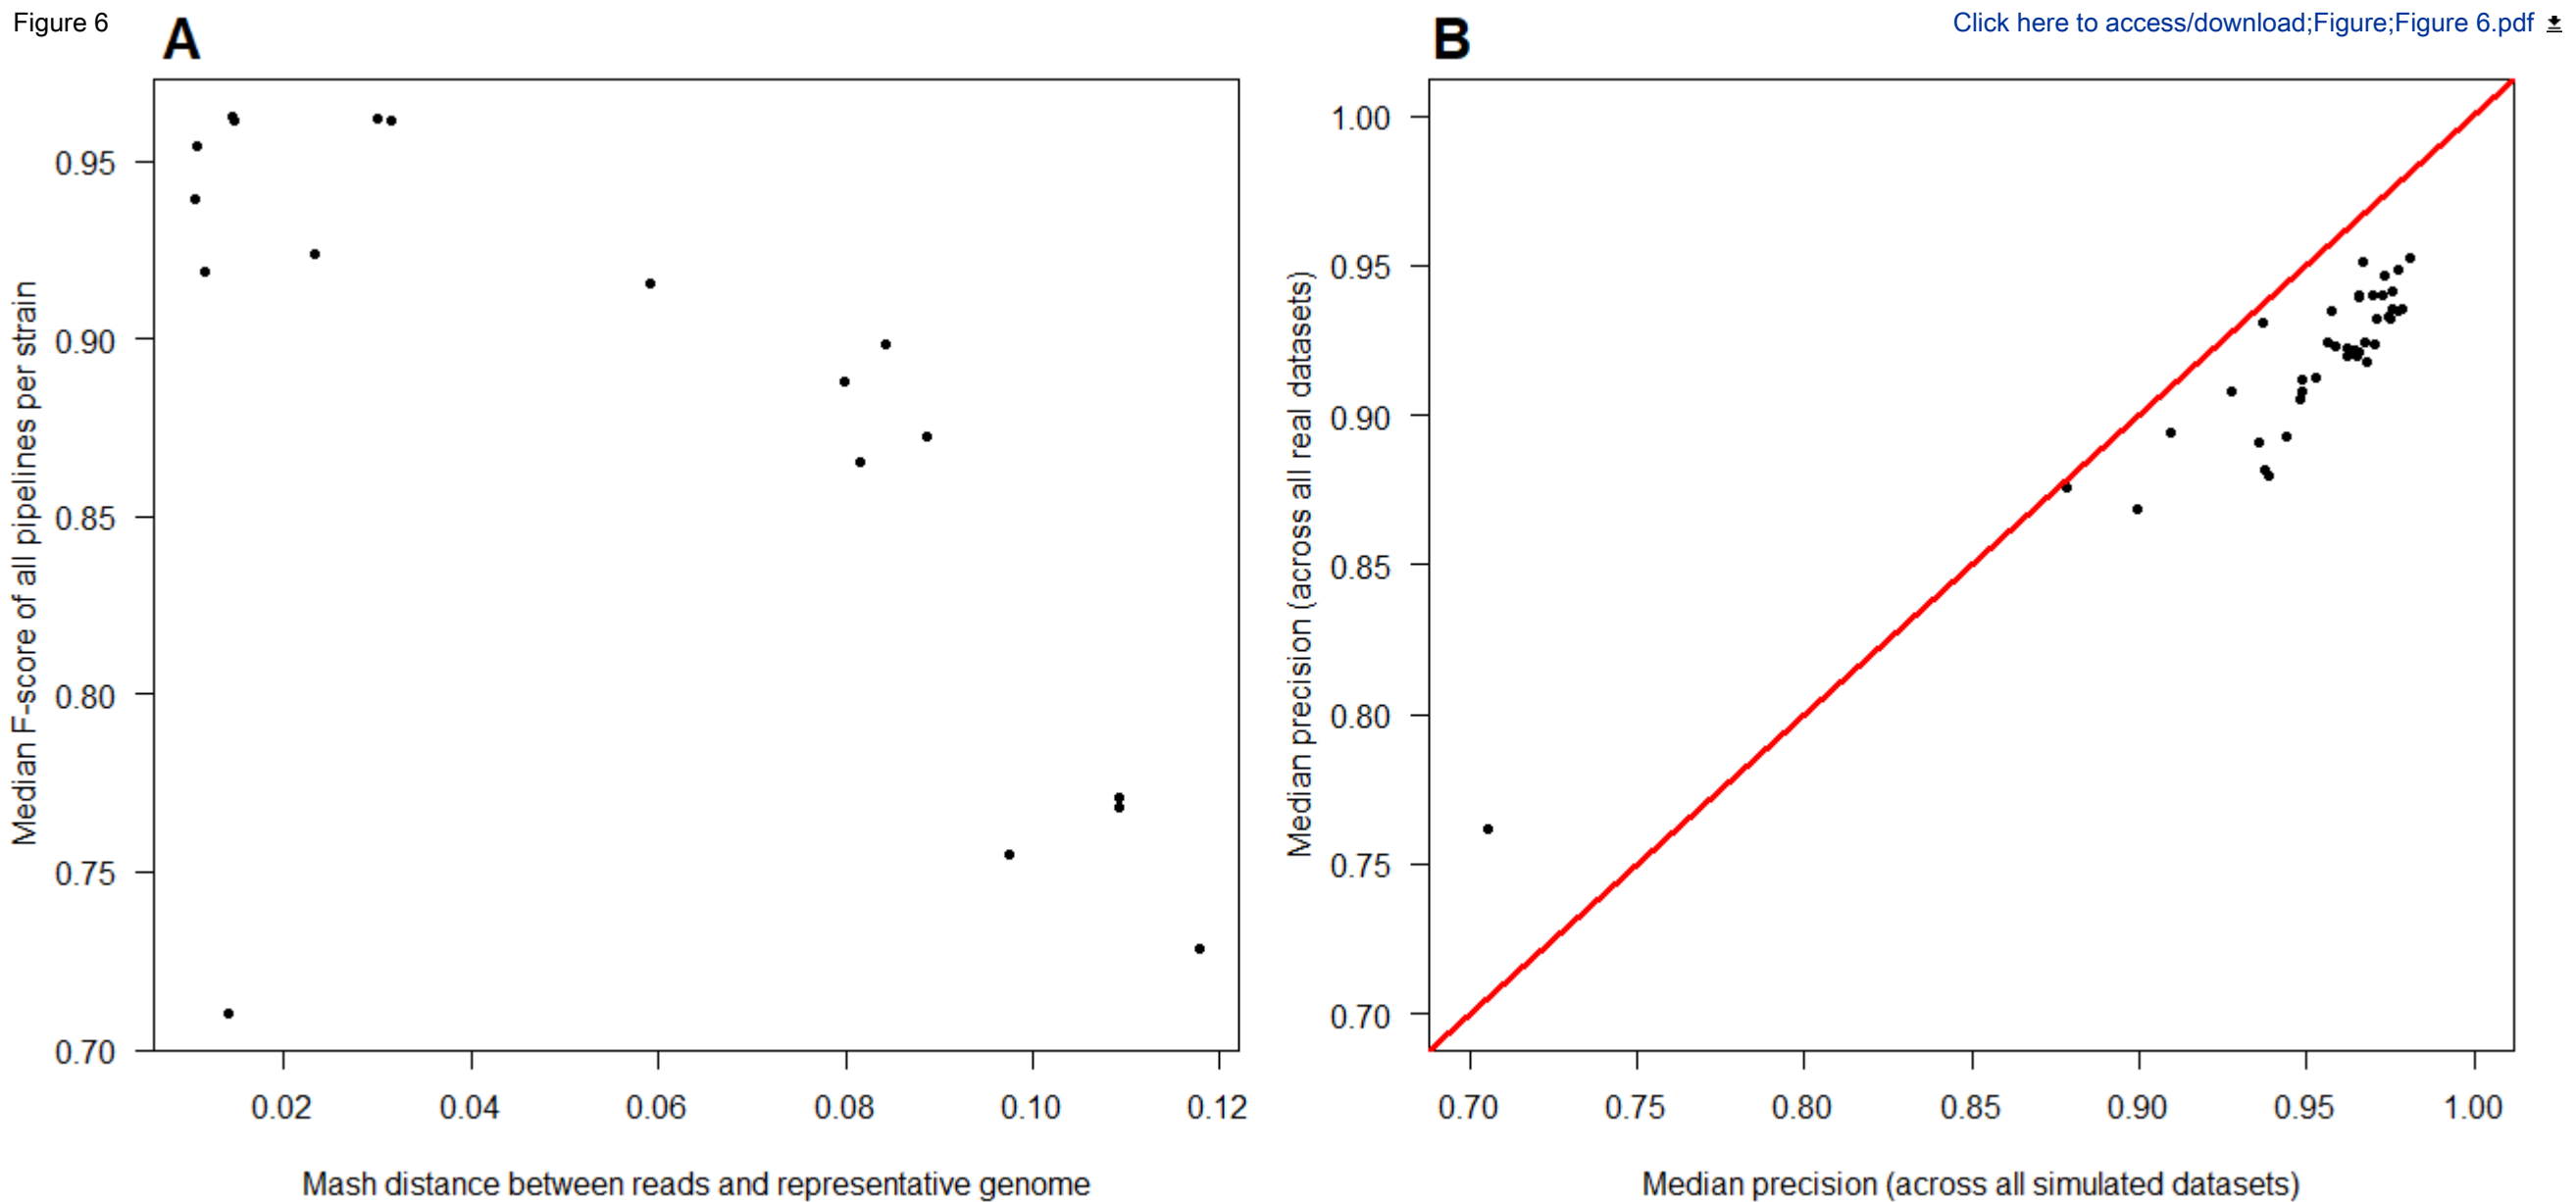 Figure 6
Click here to access/download;Figure;Figure 6.pdf
A
Median F-score of all pipelines per strain
0.95
0.90
0.85
0.80
0.75
0.70
0.02 0.04 0.06 0.08 0.10 0.12
Mash distance between reads and representative genome
B
Median precision (across all real datasets)
1.00
0.95
0.90
0.85
0.80
0.75
0.70
0.70 0.75 0.80 0.85 0.90 0.95 1.00
Median precision (across all simulated datasets)